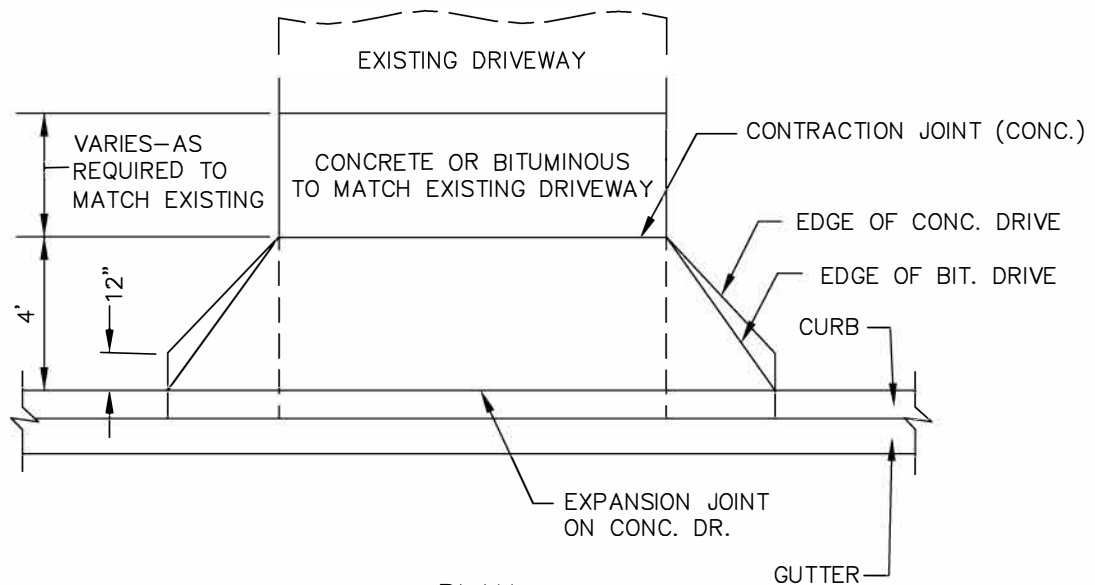 EXISTING DRIVEWAY
VARIES-AS
REQUIRED TO
MATCH EXISTING
CONCRETE OR BITUMINOUS
TO MATCH EXISTING DRIVEWAY
CONTRACTION JOINT (CONC.)
EDGE OF CONC. DRIVE
EDGE OF BIT. DRIVE
12"
4'
CURB
EXPANSION JOINT
ON CONC. DR.
GUTTER